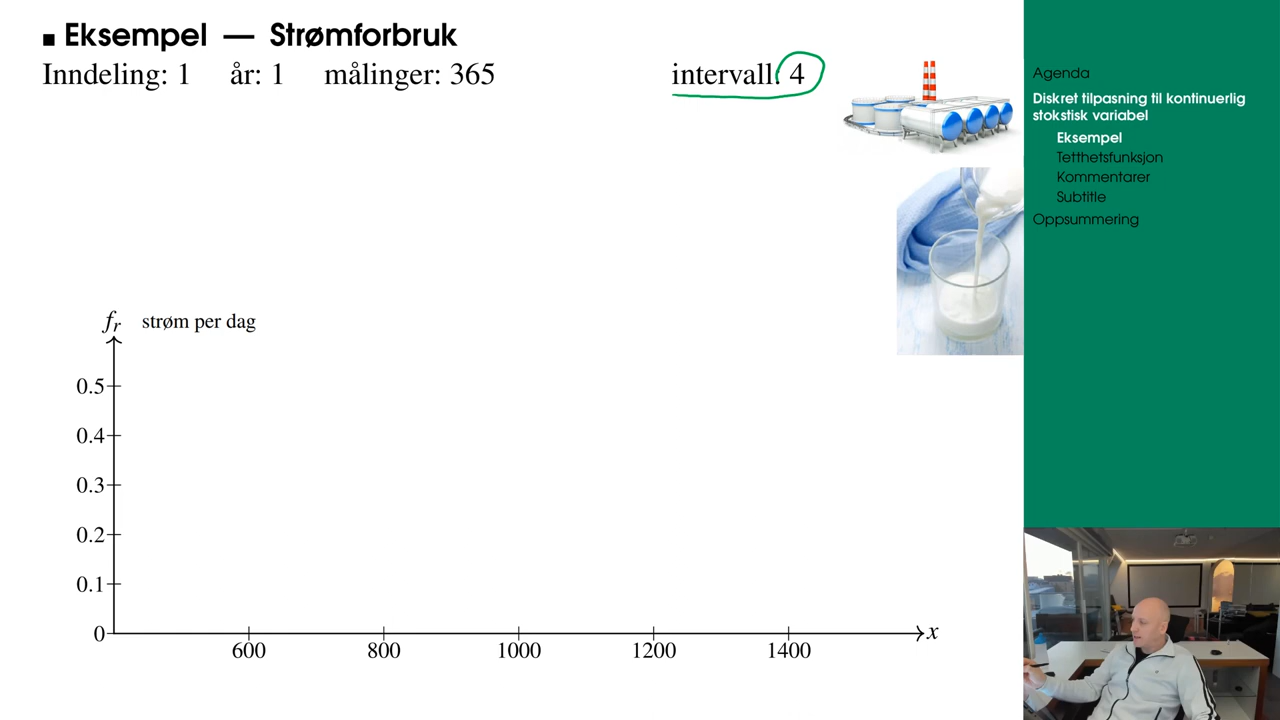 Eksempel — Strømforbruk
Inndeling: 1 år: 1 målinger: 365 intervall: 4
fr strøm per dag
0.5
0.4
0.3
0.2
0.1
0
600 800 1000 1200 1400
x
Agenda
Diskret tilpasning til kontinuerlig
stokstisk variabel
Eksempel
Tetthetsfunksjon
Kommentarer
Subtitle
Oppsummering